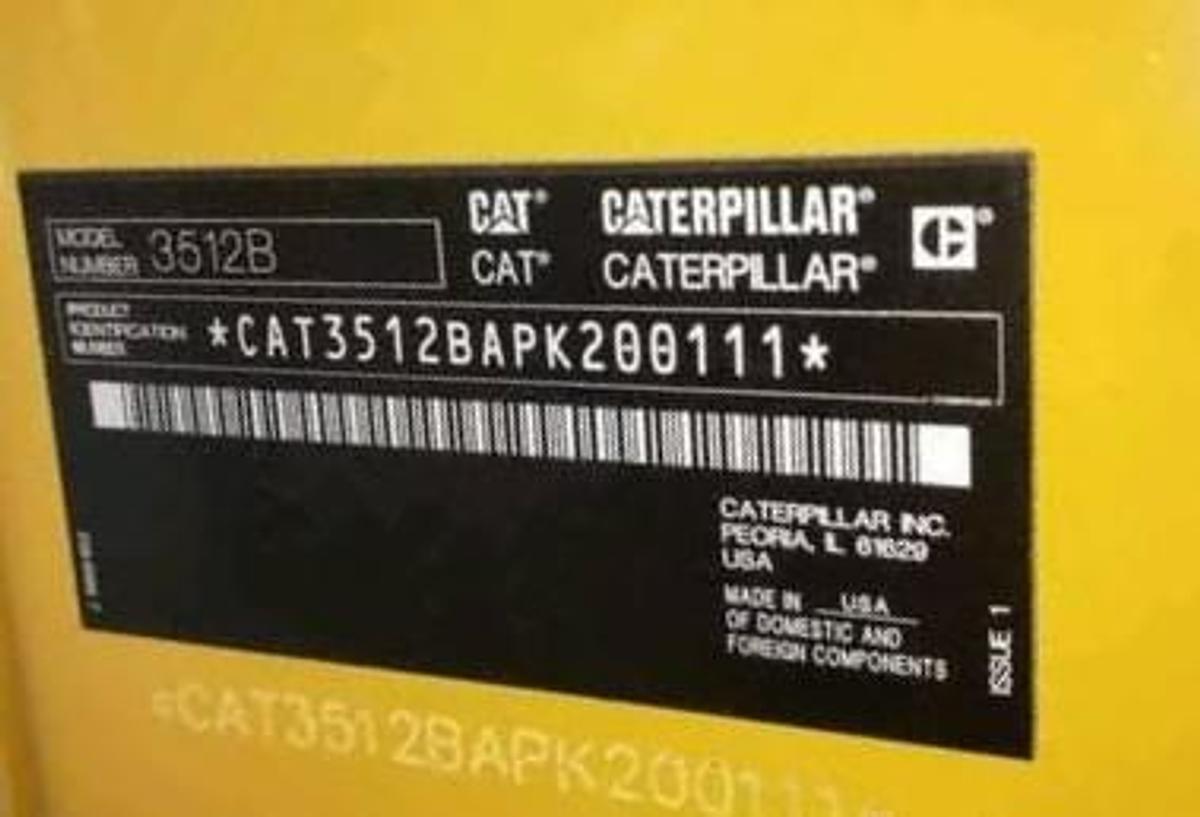 CAT® CATERPILLAR®
MODEL NUMBER 3512B
CAT® CATERPILLAR®
PRODUCT
IDENTIFICATION
NUMBER
*CAT3512BAPK200111*
CATERPILLAR INC.
PEORIA, IL 61629
USA
MADE IN USA
OF DOMESTIC AND
FOREIGN COMPONENTS
ISSUE 1
*CAT3512BAPK200111*